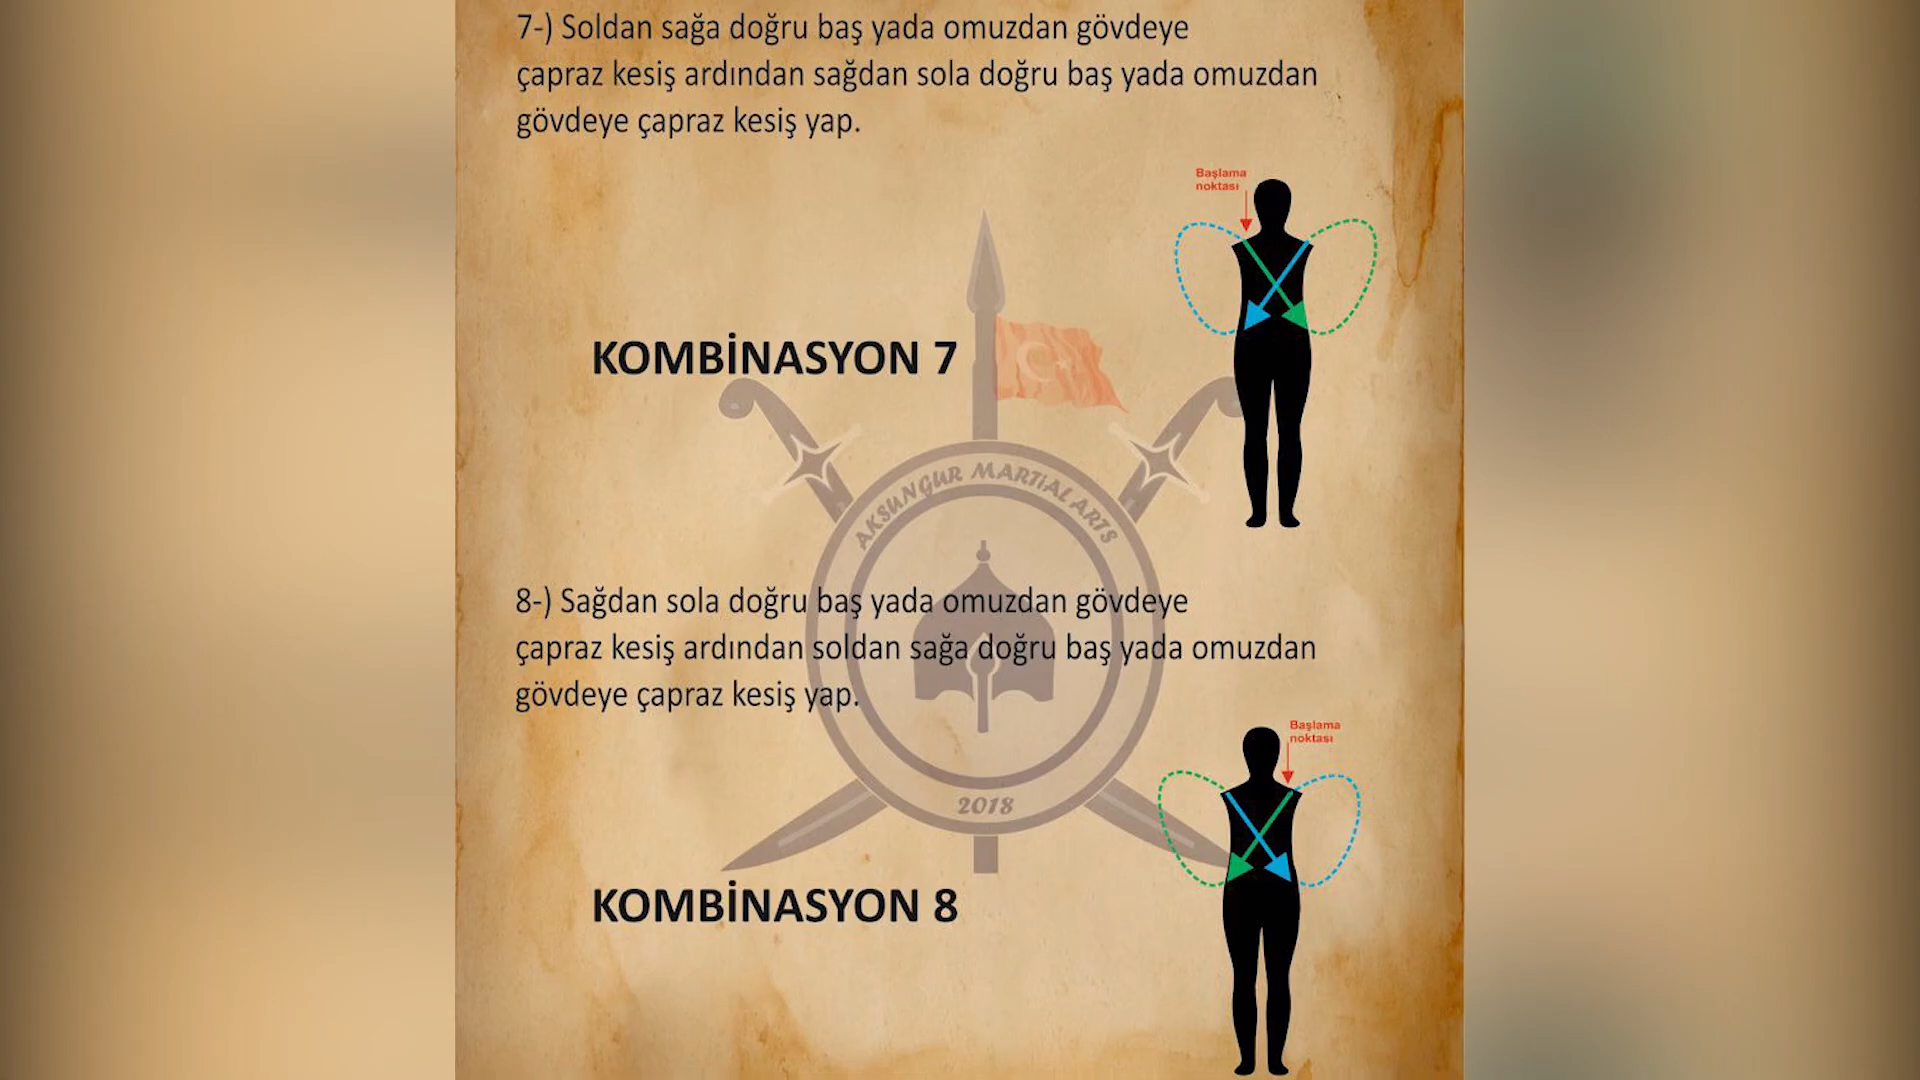 7-) Soldan sağa doğru baş yada omuzdan gövdeye
çapraz kesiş ardından sağdan sola doğru baş yada omuzdan
gövdeye çapraz kesiş yap.
Başlama
noktası
KOMBİNASYON 7
AKSUNGUR MARTiAL ARTS
8-) Sağdan sola doğru baş yada omuzdan gövdeye
çapraz kesiş ardından soldan sağa doğru baş yada omuzdan
gövdeye çapraz kesiş yap.
Başlama
noktası
2018
KOMBİNASYON 8